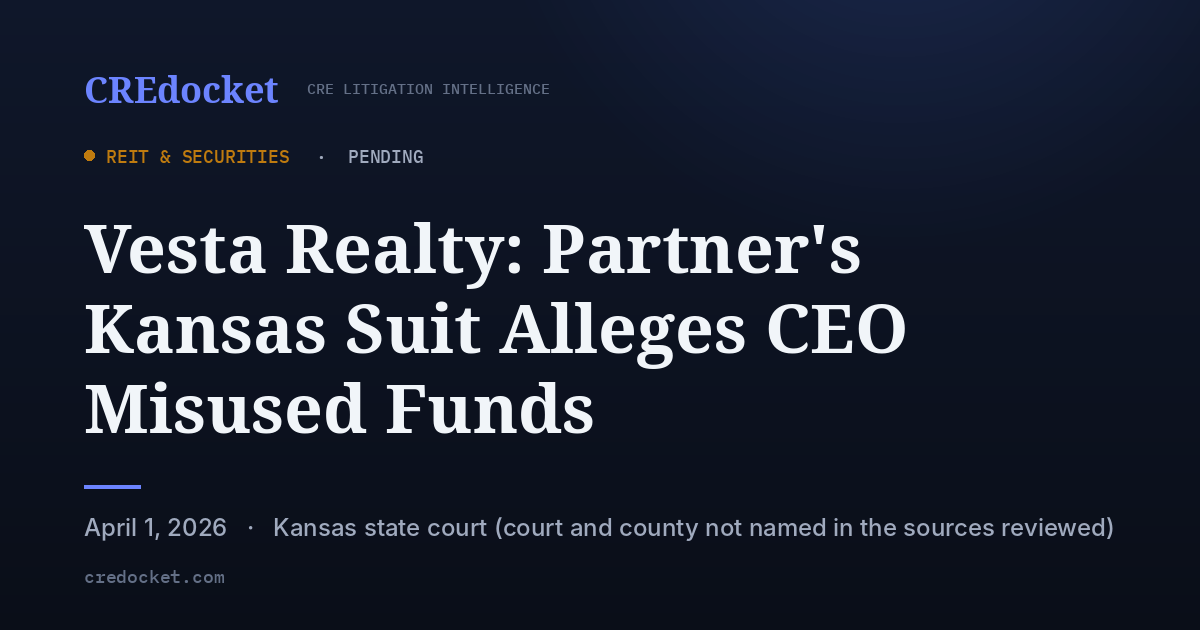 CREdocket CRE LITIGATION INTELLIGENCE
REIT & SECURITIES · PENDING
Vesta Realty: Partner's
Kansas Suit Alleges CEO
Misused Funds
April 1, 2026 · Kansas state court (court and county not named in the sources reviewed)
credocket.com